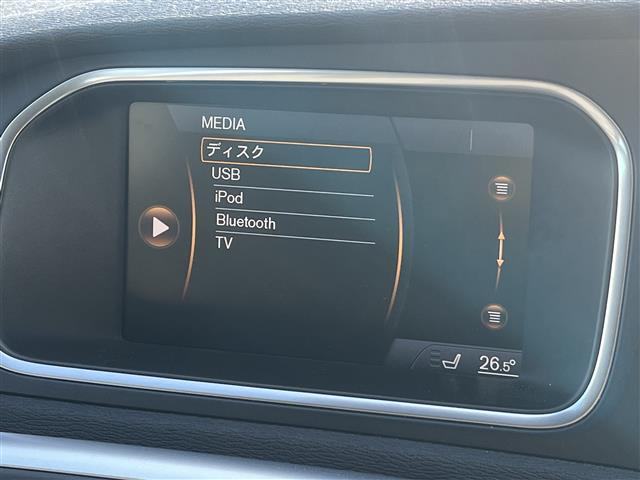 MEDIA
ディスク
USB
iPod
Bluetooth
TV
26.5°